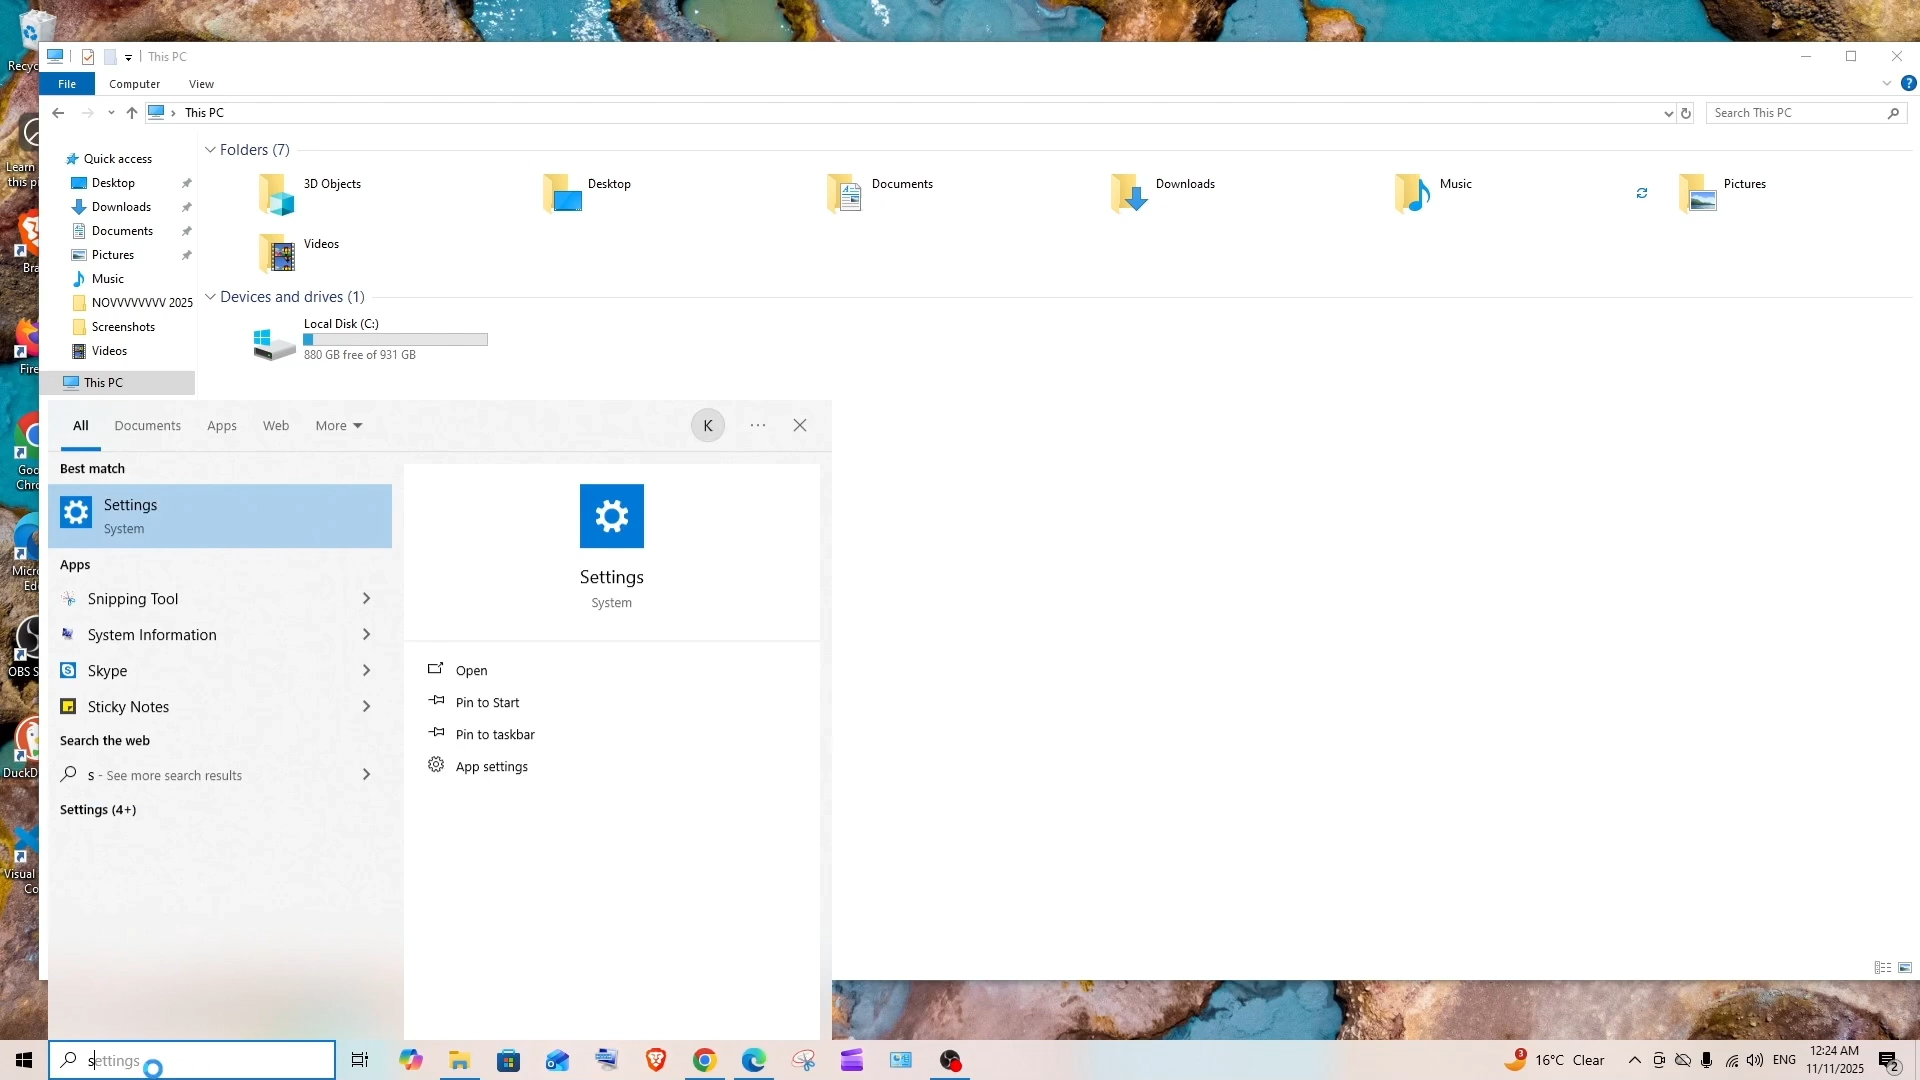 Recyc
This PC
File
Computer
View
This PC
Search This PC
Learn
this pi
Bra
Fire
Goo
Chro
Micro
Ed
OBS S
DuckD
Visual
Co
Quick access
Desktop
Downloads
Documents
Pictures
Music
NOVVVVVVVV 2025
Screenshots
Videos
This PC
Folders (7)
3D Objects
Desktop
Documents
Downloads
Music
Pictures
Videos
Devices and drives (1)
Local Disk (C:)
880 GB free of 931 GB
All
Documents
Apps
Web
More
K
Best match
Settings
System
Apps
Snipping Tool
System Information
Skype
Sticky Notes
Search the web
s - See more search results
Settings (4+)
Settings
System
Open
Pin to Start
Pin to taskbar
App settings
settings
3
16°C Clear
ENG
12:24 AM
11/11/2025
2